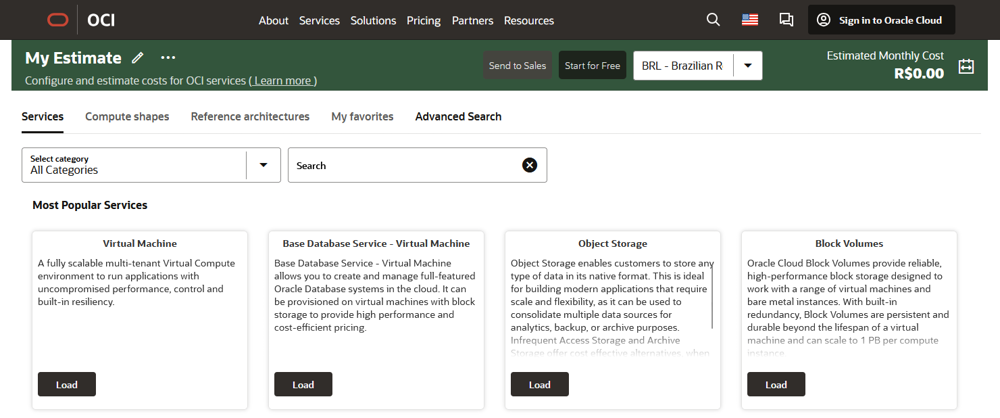 OCI
About Services Solutions Pricing Partners Resources
Sign in to Oracle Cloud
My Estimate
Configure and estimate costs for OCI services ( Learn more )
Send to Sales
Start for Free
BRL - Brazilian R
Estimated Monthly Cost
R$0.00
Services Compute shapes Reference architectures My favorites Advanced Search
Select category
All Categories
Search
Most Popular Services
Virtual Machine
A fully scalable multi-tenant Virtual Compute
environment to run applications with
uncompromised performance, control and
built-in resiliency.
Load
Base Database Service - Virtual Machine
Base Database Service - Virtual Machine
allows you to create and manage full-featured
Oracle Database systems in the cloud. It can
be provisioned on virtual machines with block
storage to provide high performance and
cost-efficient pricing.
Load
Object Storage
Object Storage enables customers to store any
type of data in its native format. This is ideal
for building modern applications that require
scale and flexibility, as it can be used to
consolidate multiple data sources for
analytics, backup, or archive purposes.
Infrequent Access Storage and Archive
Storage offer cost effective alternatives, when
Load
Block Volumes
Oracle Cloud Block Volumes provide reliable,
high-performance block storage designed to
work with a range of virtual machines and
bare metal instances. With built-in
redundancy, Block Volumes are persistent and
durable beyond the lifespan of a virtual
machine and can scale to 1 PB per compute
instance.
Load